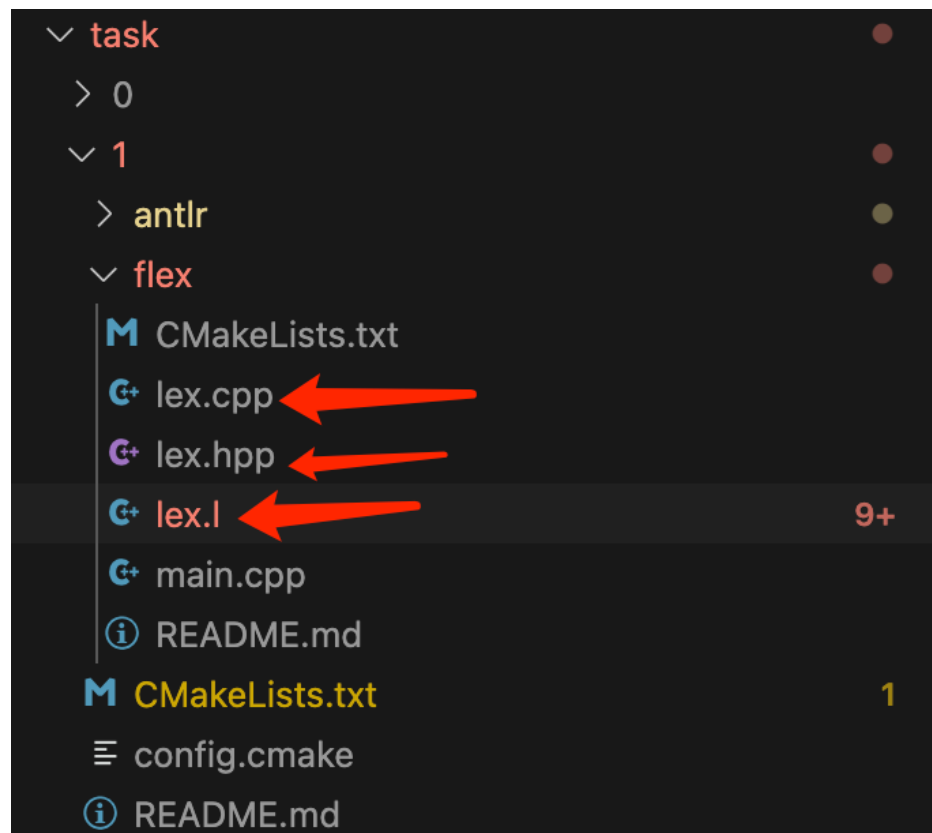 task
0
1
antlr
flex
CMakeLists.txt
lex.cpp
lex.hpp
lex.l 9+
main.cpp
README.md
CMakeLists.txt 1
config.cmake
README.md